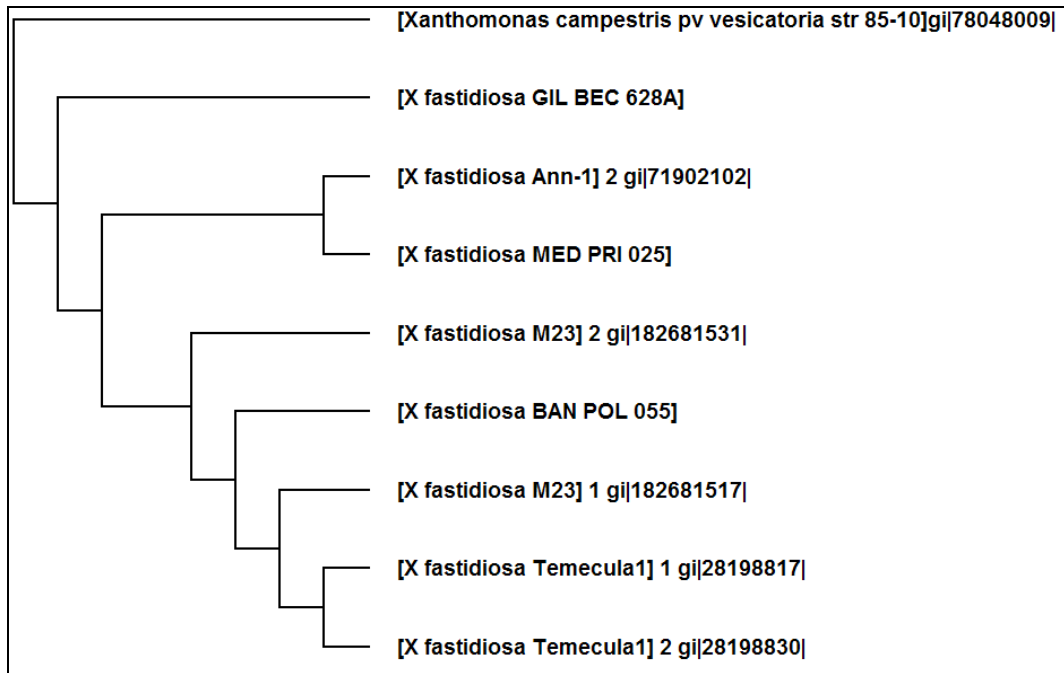 [Xanthomonas campestris pv vesicatoria str 85-10]gi|78048009|
[X fastidiosa GIL BEC 628A]
[X fastidiosa Ann-1] 2 gi|71902102|
[X fastidiosa MED PRI 025]
[X fastidiosa M23] 2 gi|182681531|
[X fastidiosa BAN POL 055]
[X fastidiosa M23] 1 gi|182681517|
[X fastidiosa Temecula1] 1 gi|28198817|
[X fastidiosa Temecula1] 2 gi|28198830|